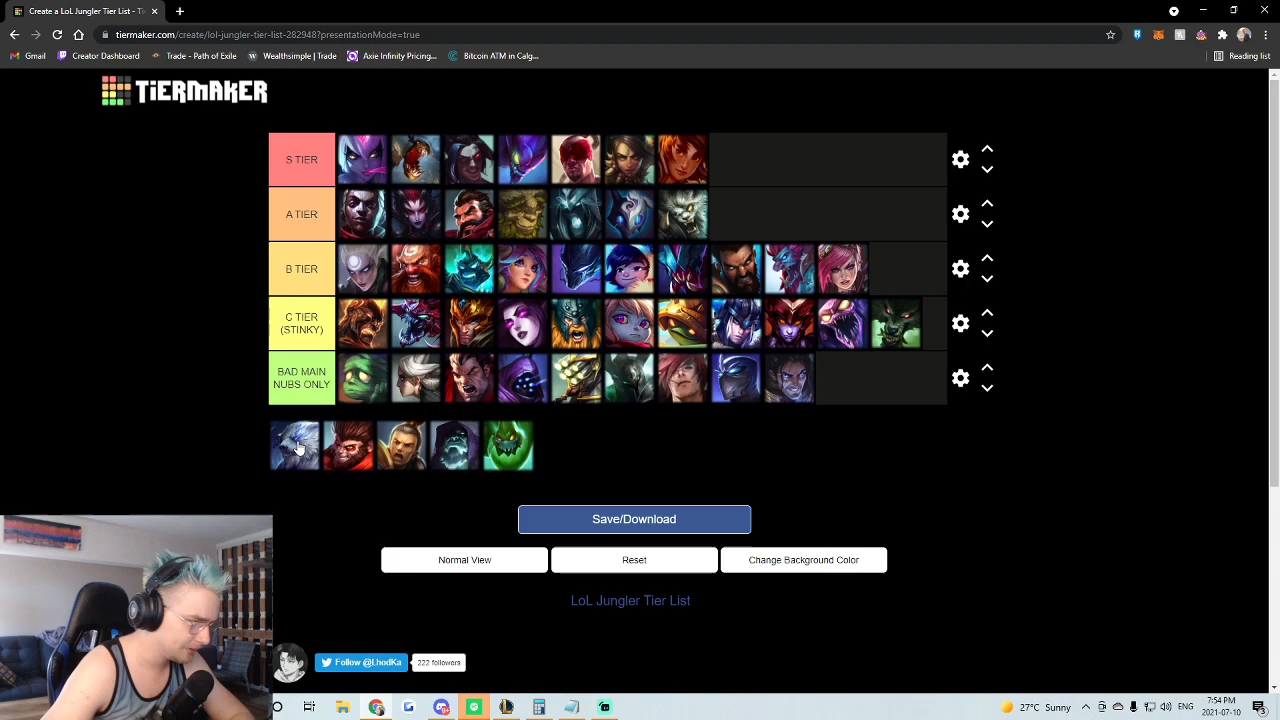 Create a LoL Jungler Tier List: Ti
tiermaker.com/create/lol-jungler-tier-list-282948?presentationMode=true
Gmail
Creator Dashboard
Trade - Path of Exile
Wealthsimple | Trade
Axie Infinity Pricing...
Bitcoin ATM in Calg...
Reading list
TiERMAKER
S TIER
A TIER
B TIER
C TIER
(STINKY)
BAD MAIN
NUBS ONLY
Save/Download
Normal View
Reset
Change Background Color
LoL Jungler Tier List
Follow @LhodKa
222 followers
27°C Sunny
ENG
7:54 PM
2021-07-10